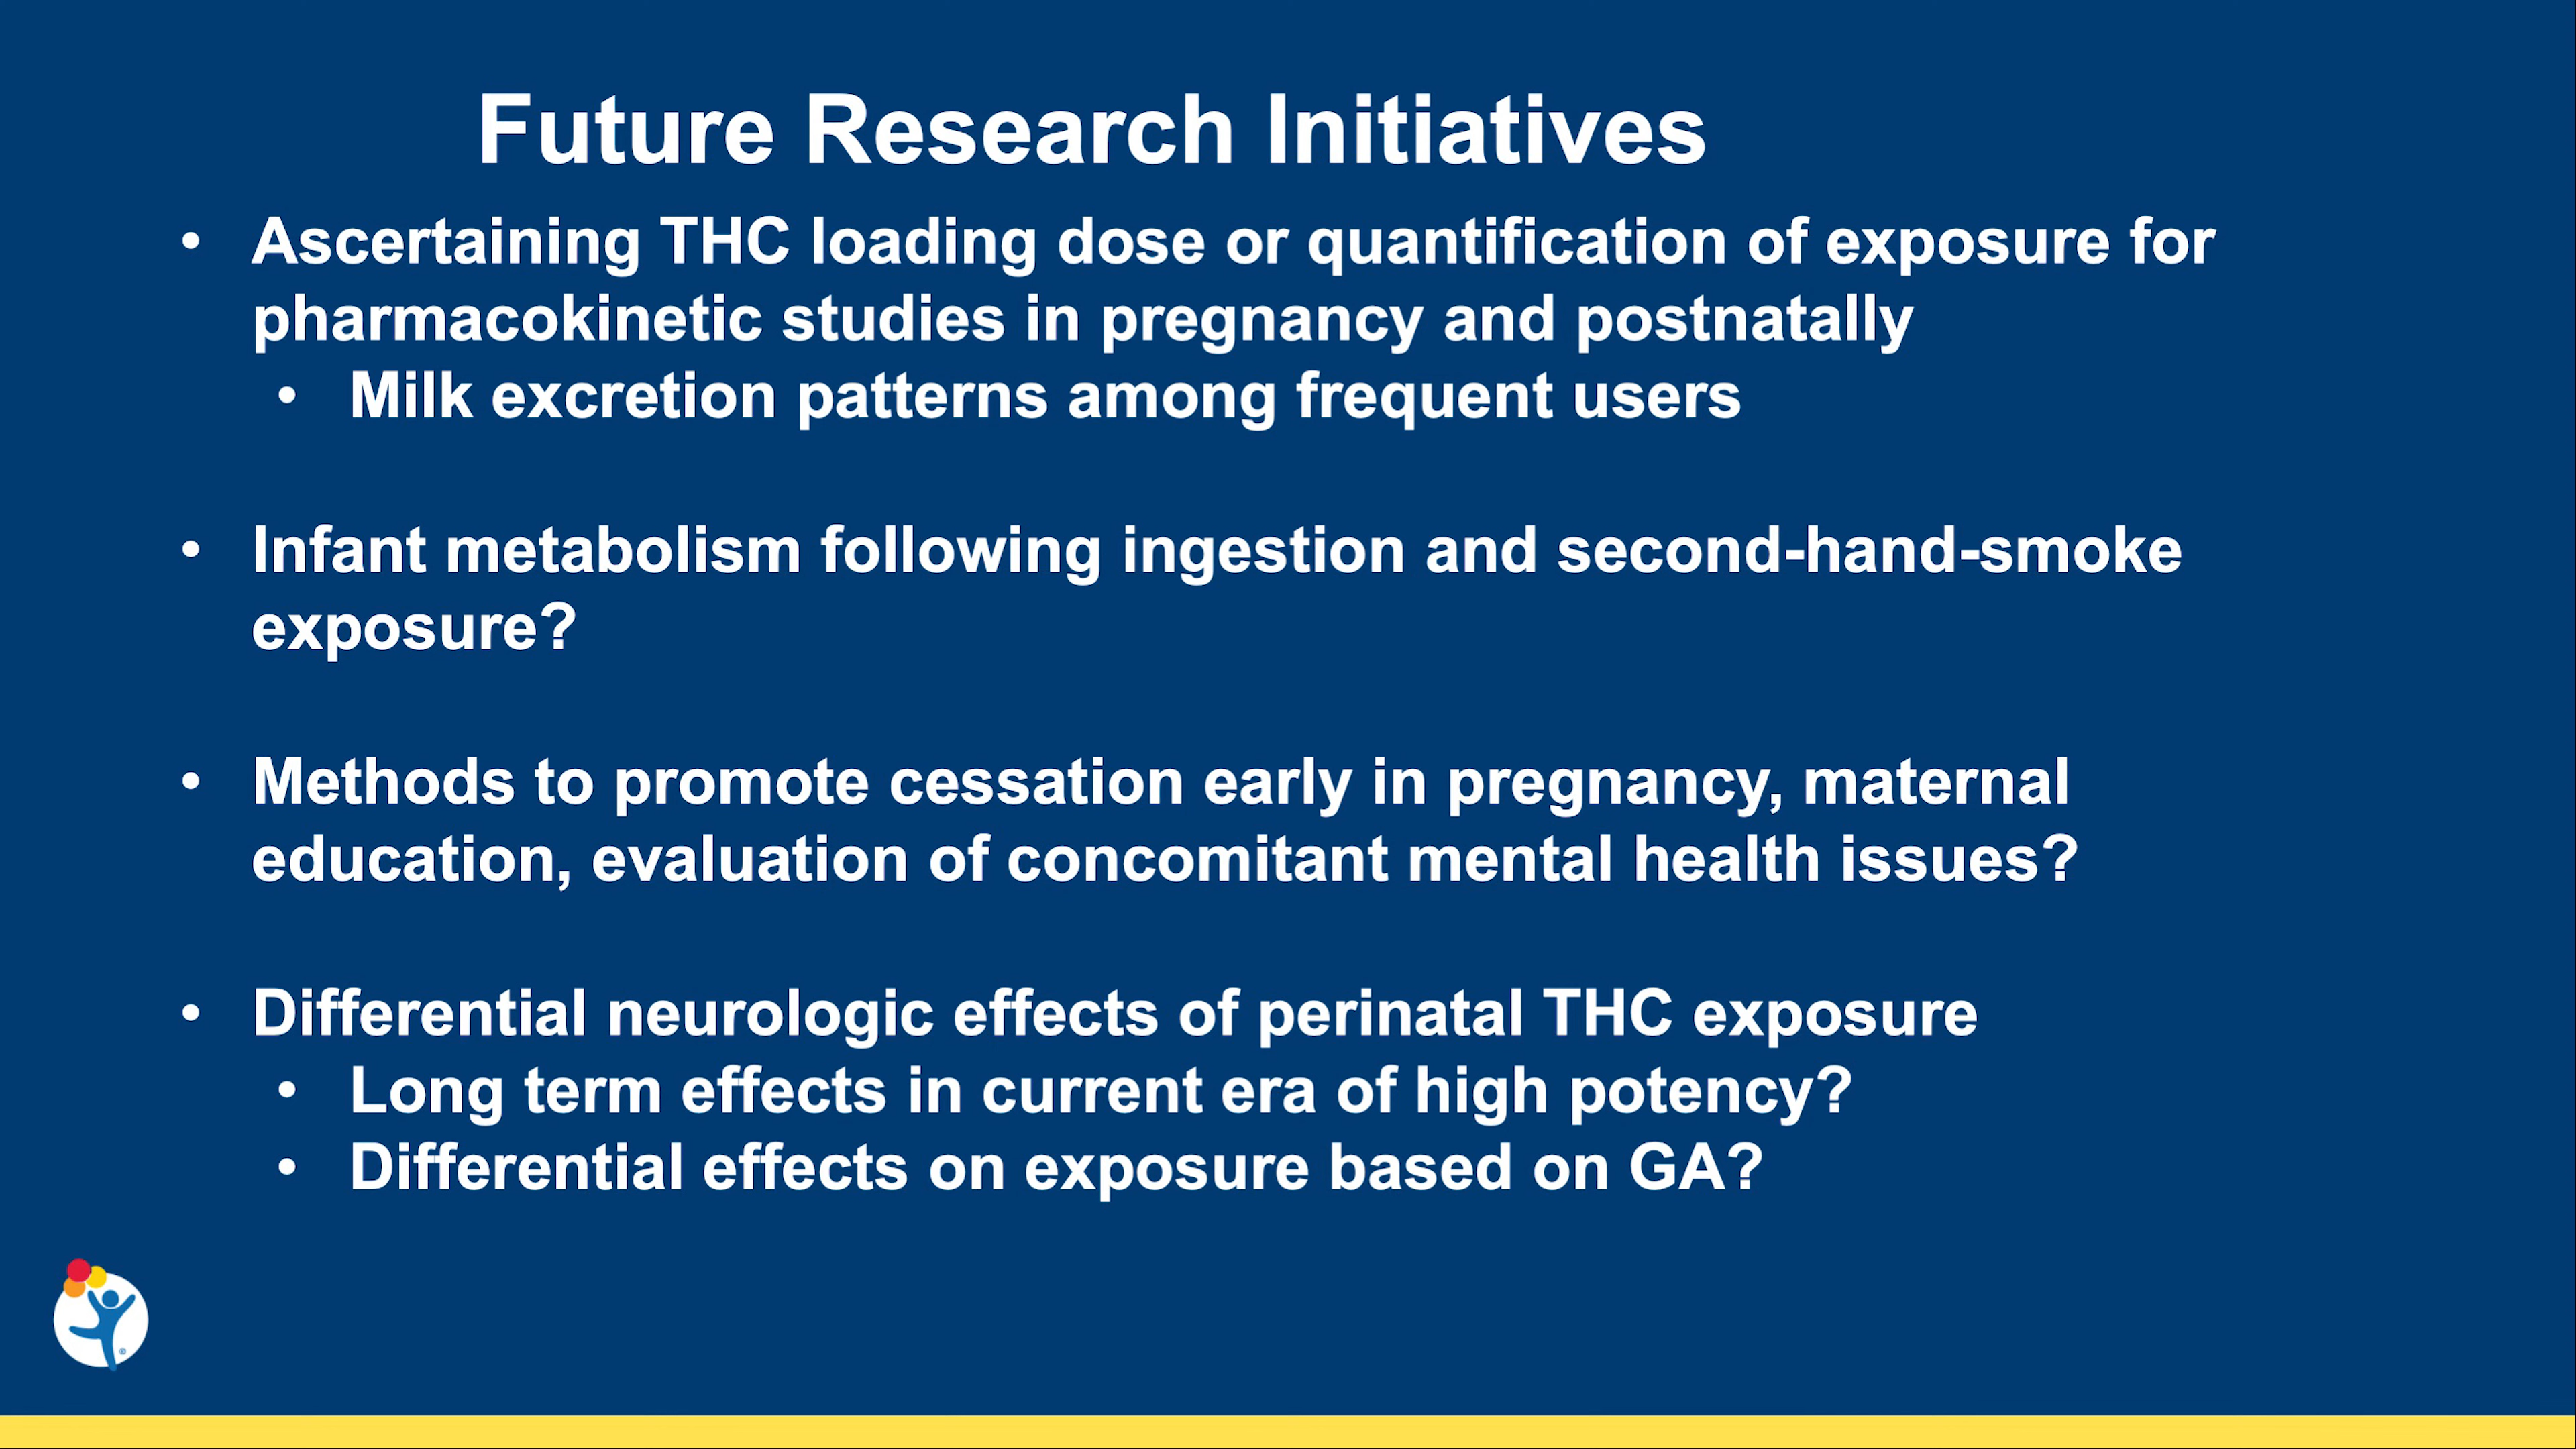 Future Research Initiatives
• Ascertaining THC loading dose or quantification of exposure for
pharmacokinetic studies in pregnancy and postnatally
• Milk excretion patterns among frequent users
• Infant metabolism following ingestion and second-hand-smoke
exposure?
• Methods to promote cessation early in pregnancy, maternal
education, evaluation of concomitant mental health issues?
• Differential neurologic effects of perinatal THC exposure
• Long term effects in current era of high potency?
• Differential effects on exposure based on GA?
®